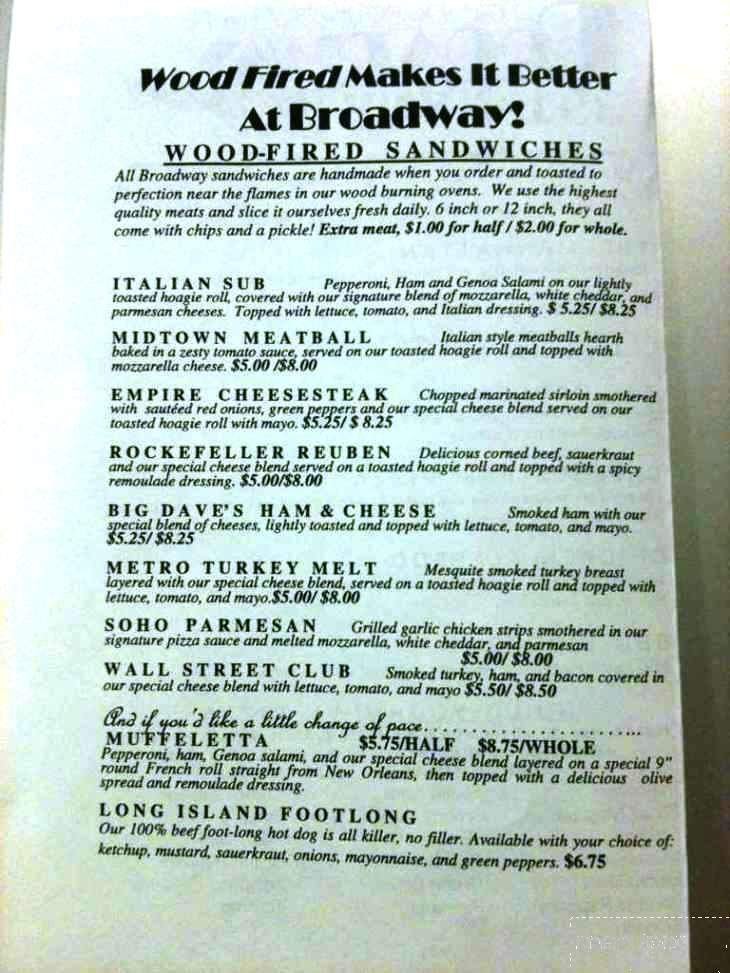 Wood Fired Makes It Better
At Broadway!
WOOD-FIRED SANDWICHES
All Broadway sandwiches are handmade when you order and toasted to
perfection near the flames in our wood burning ovens. We use the highest
quality meats and slice it ourselves fresh daily. 6 inch or 12 inch, they all
come with chips and a pickle! Extra meat, $1.00 for half / $2.00 for whole.
ITALIAN SUB Pepperoni, Ham and Genoa Salami on our lightly
toasted hoagie roll, covered with our signature blend of mozzarella, white cheddar, and
parmesan cheeses. Topped with lettuce, tomato, and Italian dressing. $ 5.25/ $8.25
MIDTOWN MEATBALL Italian style meatballs hearth
baked in a zesty tomato sauce, served on our toasted hoagie roll and topped with
mozzarella cheese. $5.00 /$8.00
EMPIRE CHEESESTEAK Chopped marinated sirloin smothered
with sautéed red onions, green peppers and our special cheese blend served on our
toasted hoagie roll with mayo. $5.25/ $ 8.25
ROCKEFELLER REUBEN Delicious corned beef, sauerkraut
and our special cheese blend served on a toasted hoagie roll and topped with a spicy
remoulade dressing. $5.00/$8.00
BIG DAVE'S HAM & CHEESE Smoked ham with our
special blend of cheeses, lightly toasted and topped with lettuce, tomato, and mayo.
$5.25/ $8.25
METRO TURKEY MELT Mesquite smoked turkey breast
layered with our special cheese blend, served on a toasted hoagie roll and topped with
lettuce, tomato, and mayo.$5.00/ $8.00
SOHO PARMESAN Grilled garlic chicken strips smothered in our
signature pizza sauce and melted mozzarella, white cheddar, and parmesan
$5.00/ $8.00
WALL STREET CLUB Smoked turkey, ham, and bacon covered in
our special cheese blend with lettuce, tomato, and mayo $5.50/ $8.50
And if you'd like a little change of pace........................
MUFFELETTA $5.75/HALF $8.75/WHOLE
Pepperoni, ham, Genoa salami, and our special cheese blend layered on a special 9"
round French roll straight from New Orleans, then topped with a delicious olive
spread and remoulade dressing.
LONG ISLAND FOOTLONG
Our 100% beef foot-long hot dog is all killer, no filler. Available with your choice of:
ketchup, mustard, sauerkraut, onions, mayonnaise, and green peppers. $6.75